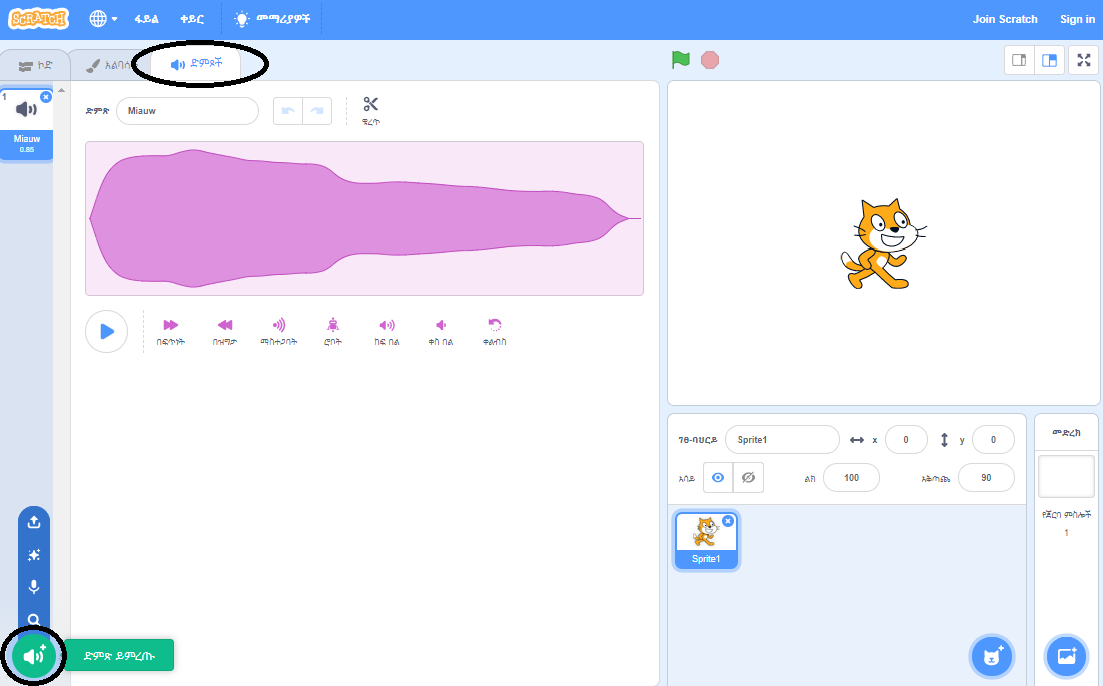 SCRATCH
ፋይል
ቀይር
መማሪያዎች
Join Scratch
Sign in
ኮድ
አልባሳ
ድምጾች
1
Miauw
0.85
ድምጽ
Miauw
ቁረጥ
በፍጥነት
በዝግታ
ማስተጋባት
ሮቦት
ከፍ በል
ቀስ በል
ቀልብስ
ድምጽ ይምረጡ
ገፀ-ባህርይ
Sprite1
x
0
y
0
አሳይ
ልክ
100
አቅጣጫ
90
Sprite1
መድረክ
የጀርባ ምስሎች
1